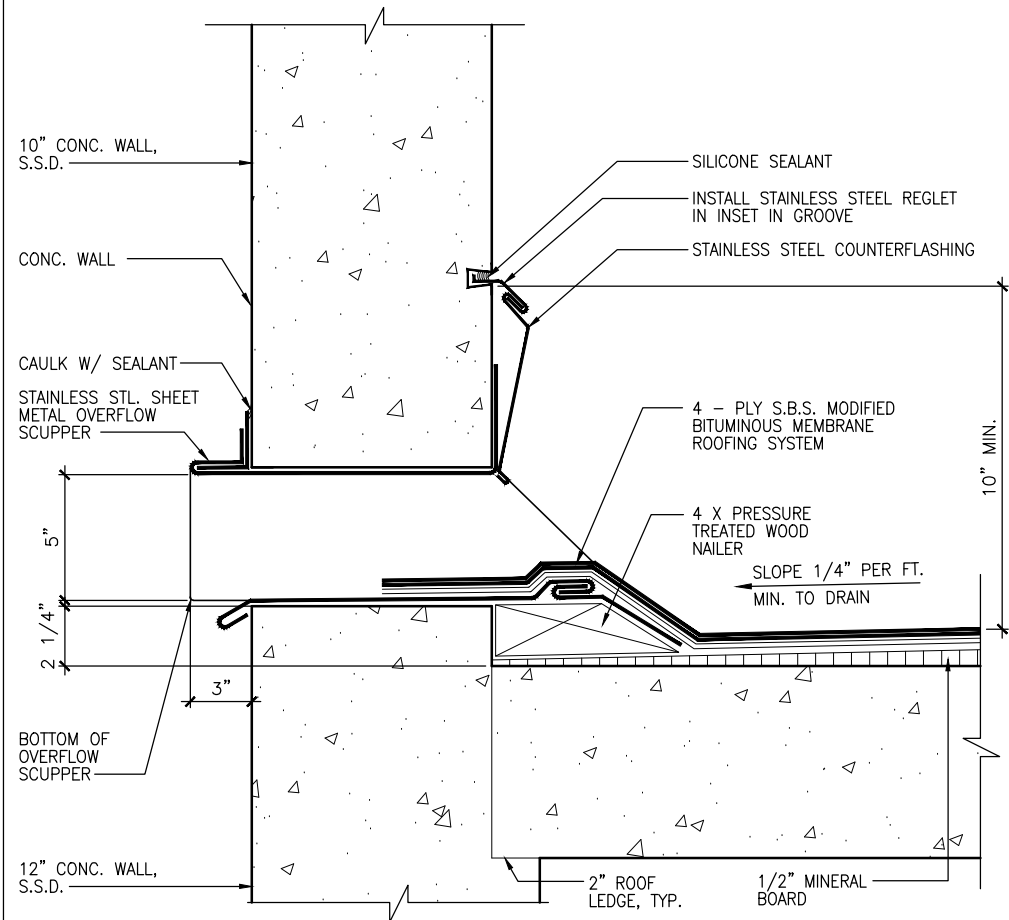 10” CONC. WALL,
S.S.D.
CONC. WALL
CAULK W/ SEALANT
STAINLESS STL. SHEET
METAL OVERFLOW
SCUPPER
5”
2 1/4”
3”
BOTTOM OF
OVERFLOW
SCUPPER
12” CONC. WALL,
S.S.D.
SILICONE SEALANT
INSTALL STAINLESS STEEL REGLET
IN INSET IN GROOVE
STAINLESS STEEL COUNTERFLASHING
4 – PLY S.B.S. MODIFIED
BITUMINOUS MEMBRANE
ROOFING SYSTEM
10” MIN.
4 X PRESSURE
TREATED WOOD
NAILER
SLOPE 1/4” PER FT.
MIN. TO DRAIN
2” ROOF
LEDGE, TYP.
1/2” MINERAL
BOARD